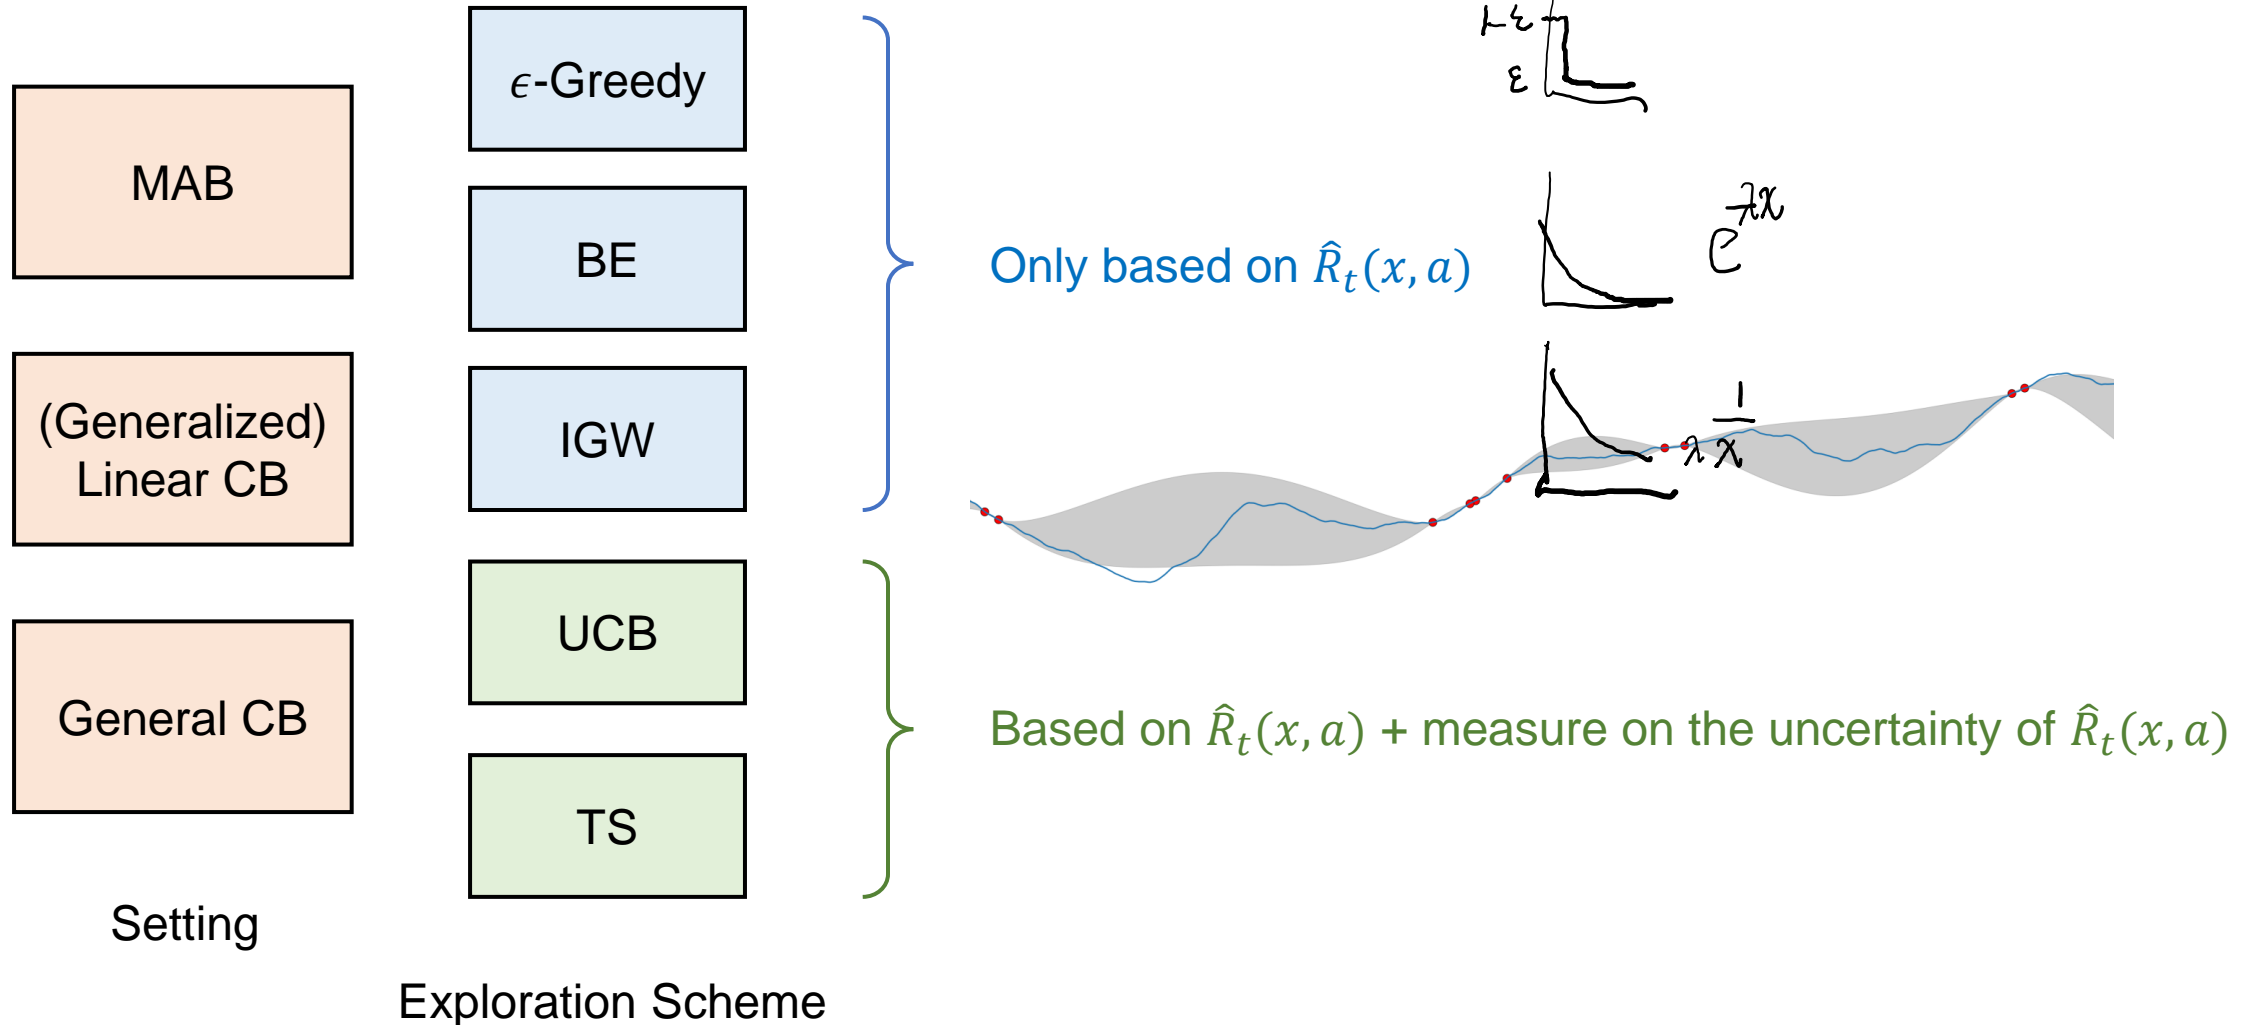 MAB
(Generalized)
Linear CB
General CB
Setting
ϵ-Greedy
BE
IGW
UCB
TS
Exploration Scheme
Only based on R̂ₜ(x, a)
Based on R̂ₜ(x, a) + measure on the uncertainty of R̂ₜ(x, a)
1-ε
ε
e^{-λx}
1
λx